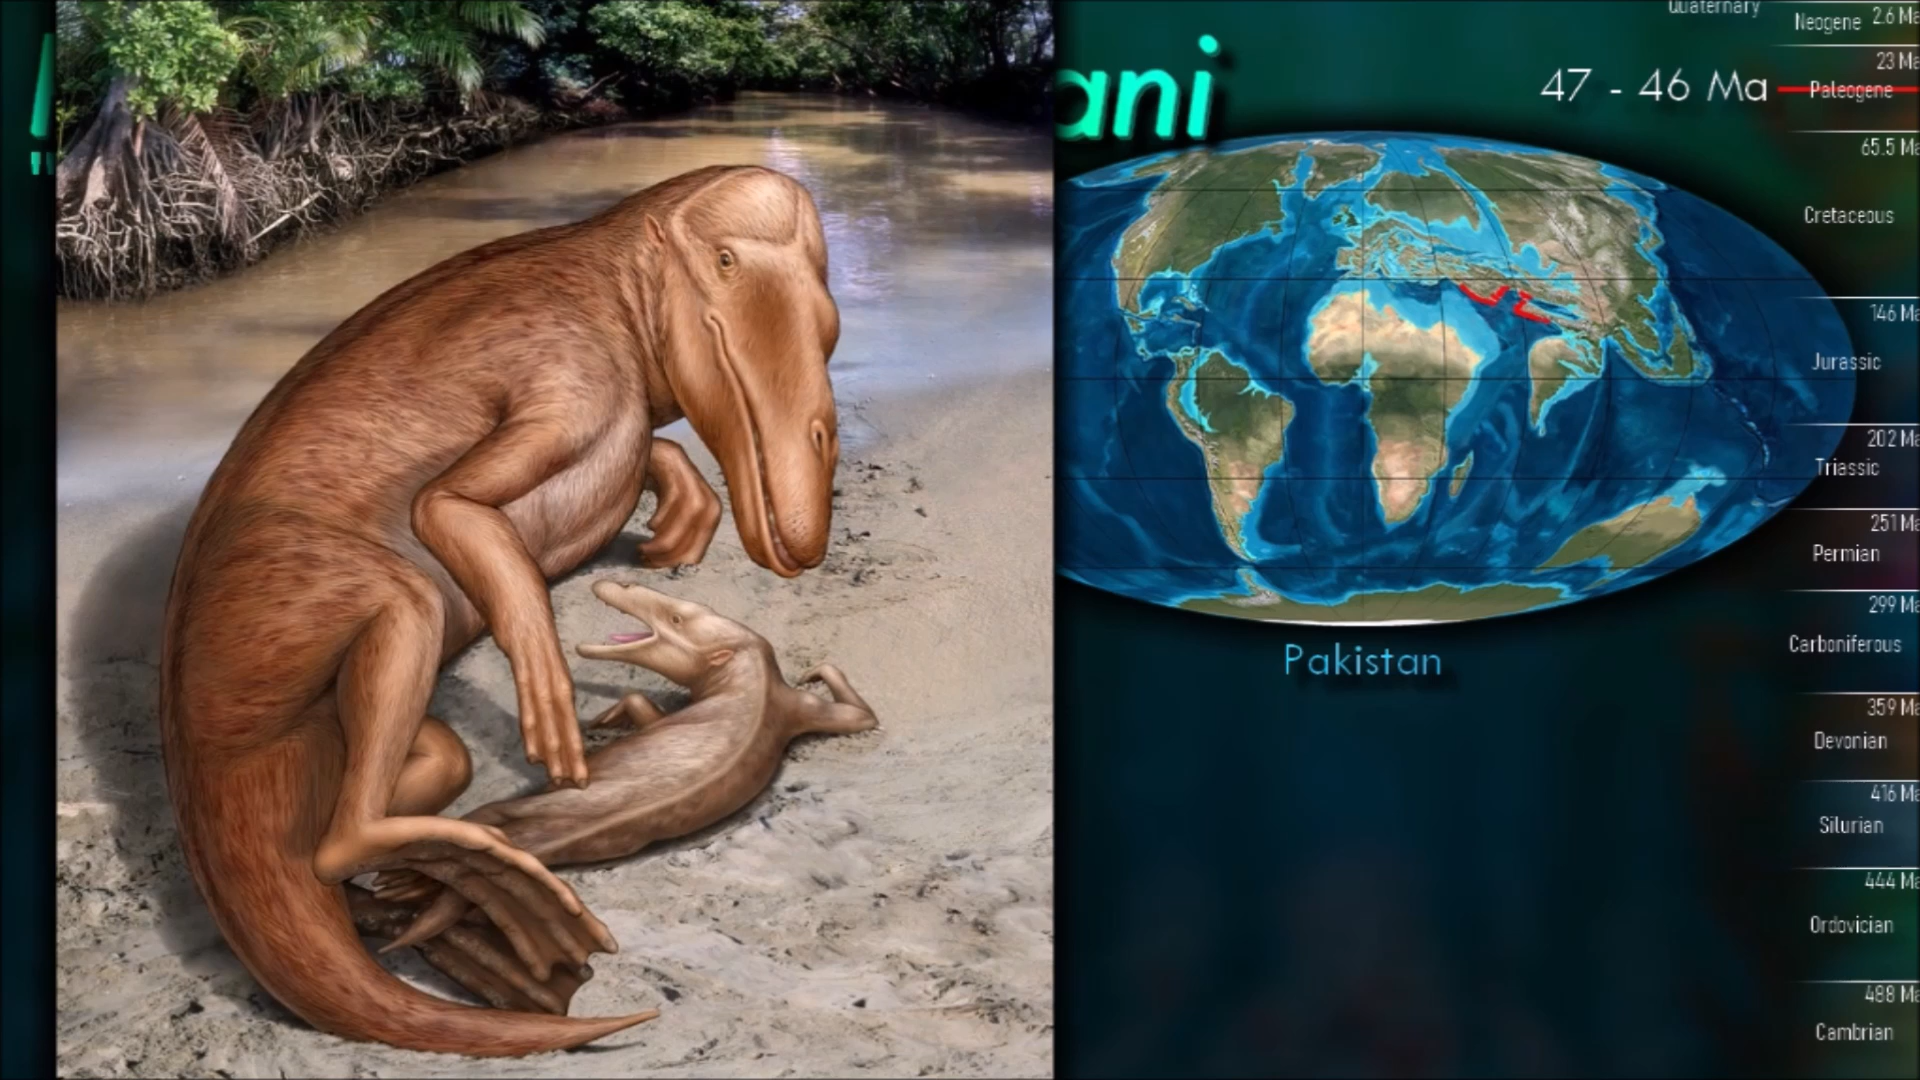 ani
47 - 46 Ma
Pakistan
Quaternary
2.6 Ma
Neogene
23 Ma
Paleogene
65.5 Ma
Cretaceous
146 Ma
Jurassic
202 Ma
Triassic
251 Ma
Permian
299 Ma
Carboniferous
359 Ma
Devonian
416 Ma
Silurian
444 Ma
Ordovician
488 Ma
Cambrian